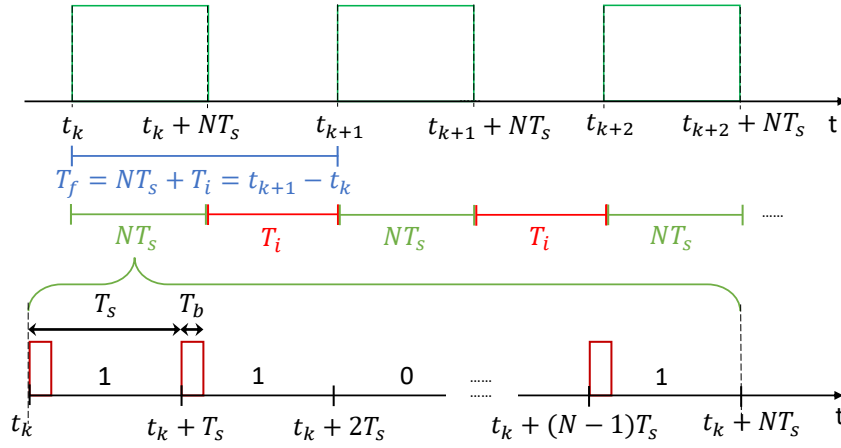 t_k t_k + NT_s t_{k+1} t_{k+1} + NT_s t_{k+2} t_{k+2} + NT_s t
T_f = NT_s + T_i = t_{k+1} − t_k
NT_s T_i NT_s T_i NT_s ......
T_s T_b
1 1 0 ...... 1
......
t_k t_k + T_s t_k + 2T_s t_k + (N − 1)T_s t_k + NT_s t